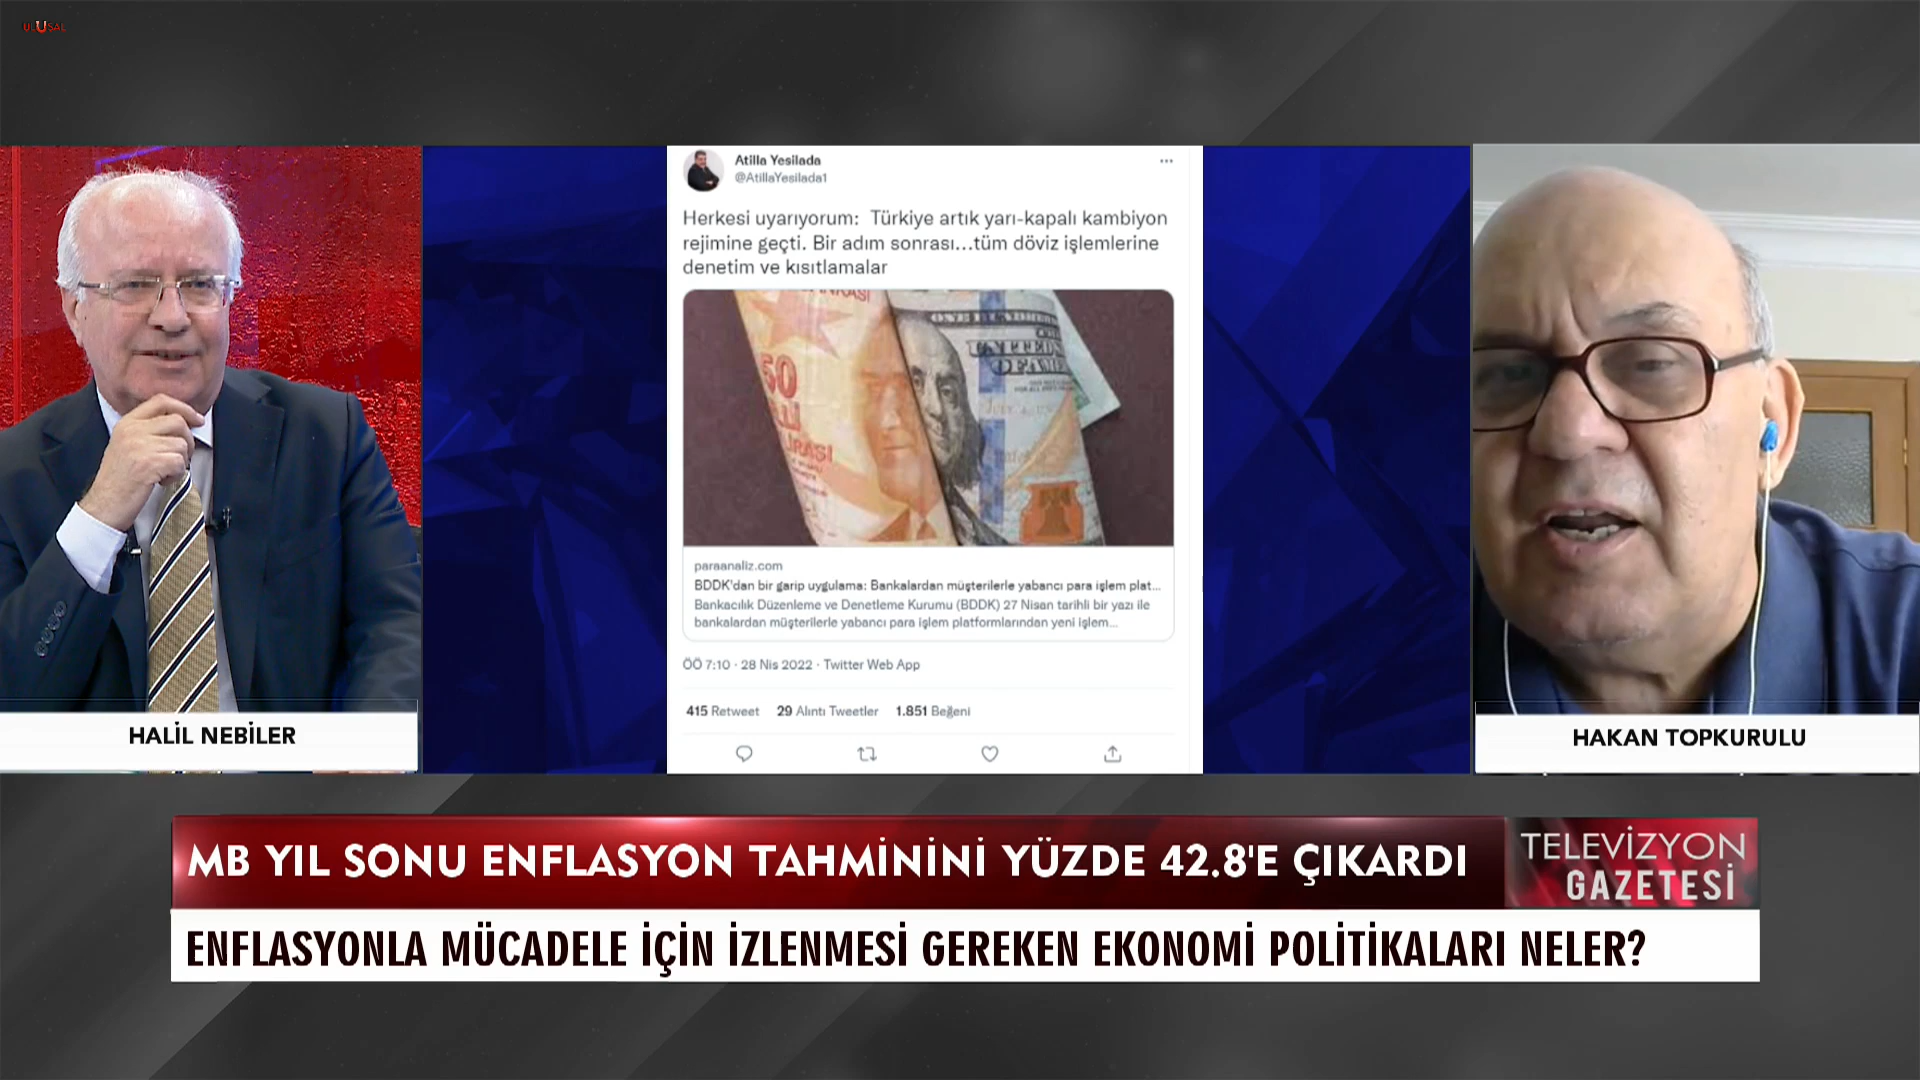 ULUSAL
Atilla Yesilada
@AtillaYesilada1
Herkesi uyarıyorum: Türkiye artık yarı-kapalı kambiyon
rejimine geçti. Bir adım sonrası...tüm döviz işlemlerine
denetim ve kısıtlamalar
50
UNITED
OF AME
paraanaliz.com
BDDK'dan bir garip uygulama: Bankalardan müşterilerle yabancı para işlem plat...
Bankacılık Düzenleme ve Denetleme Kurumu (BDDK) 27 Nisan tarihli bir yazı ile
bankalardan müşterilerle yabancı para işlem platformlarından yeni işlem...
ÖÖ 7:10 · 28 Nis 2022 · Twitter Web App
415 Retweet 29 Alıntı Tweetler 1.851 Beğeni
HALİL NEBİLER
HAKAN TOPKURULU
MB YIL SONU ENFLASYON TAHMİNİNİ YÜZDE 42.8'E ÇIKARDI
TELEVİZYON
GAZETESİ
ENFLASYONLA MÜCADELE İÇİN İZLENMESİ GEREKEN EKONOMİ POLİTİKALARI NELER?